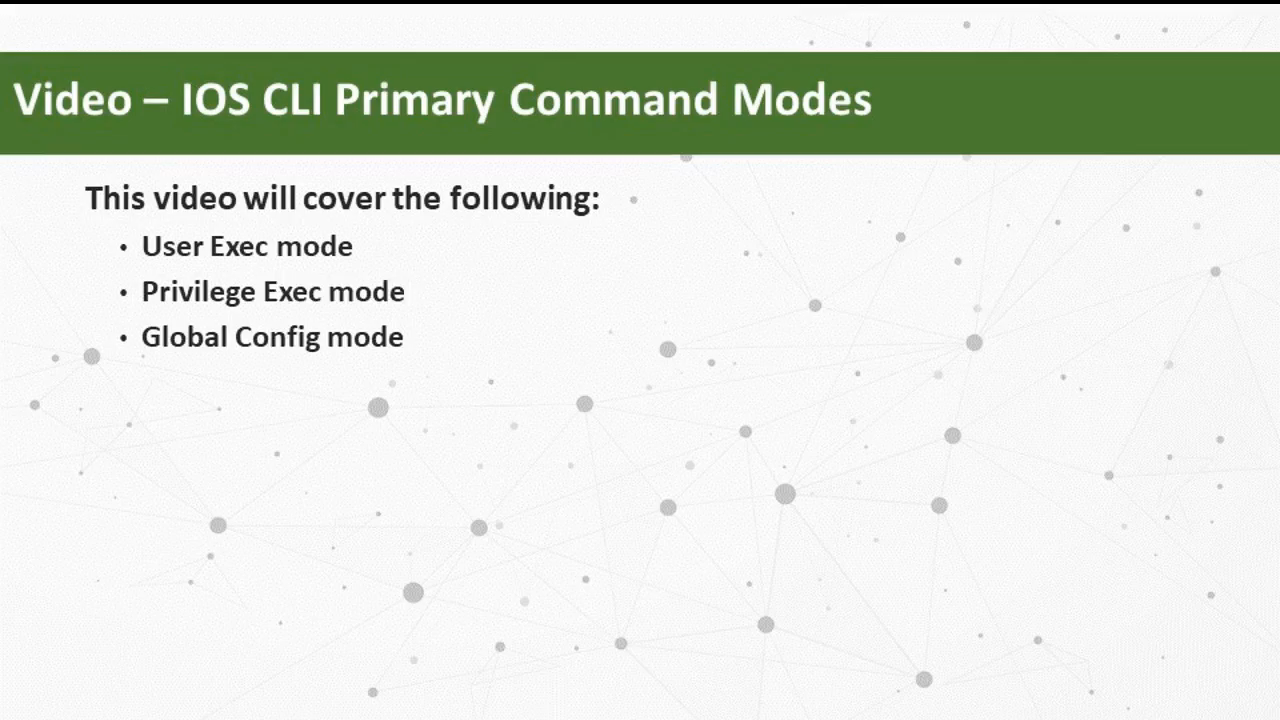 Video – IOS CLI Primary Command Modes
This video will cover the following:
• User Exec mode
• Privilege Exec mode
• Global Config mode